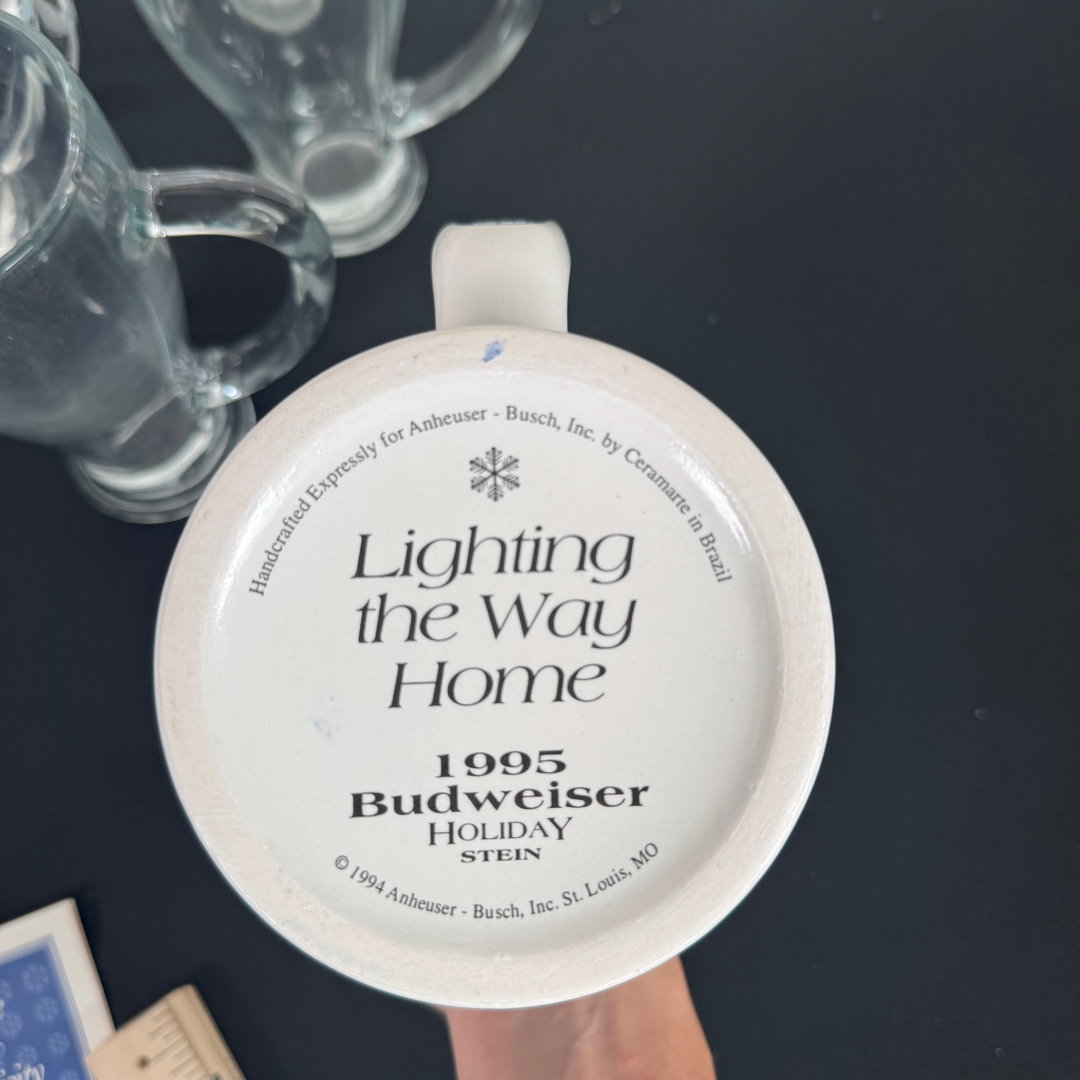 Handcrafted Expressly for Anheuser - Busch, Inc. by Ceramarte in Brazil
Lighting
the Way
Home
1995
Budweiser
HOLIDAY
STEIN
© 1994 Anheuser - Busch, Inc. St. Louis, MO